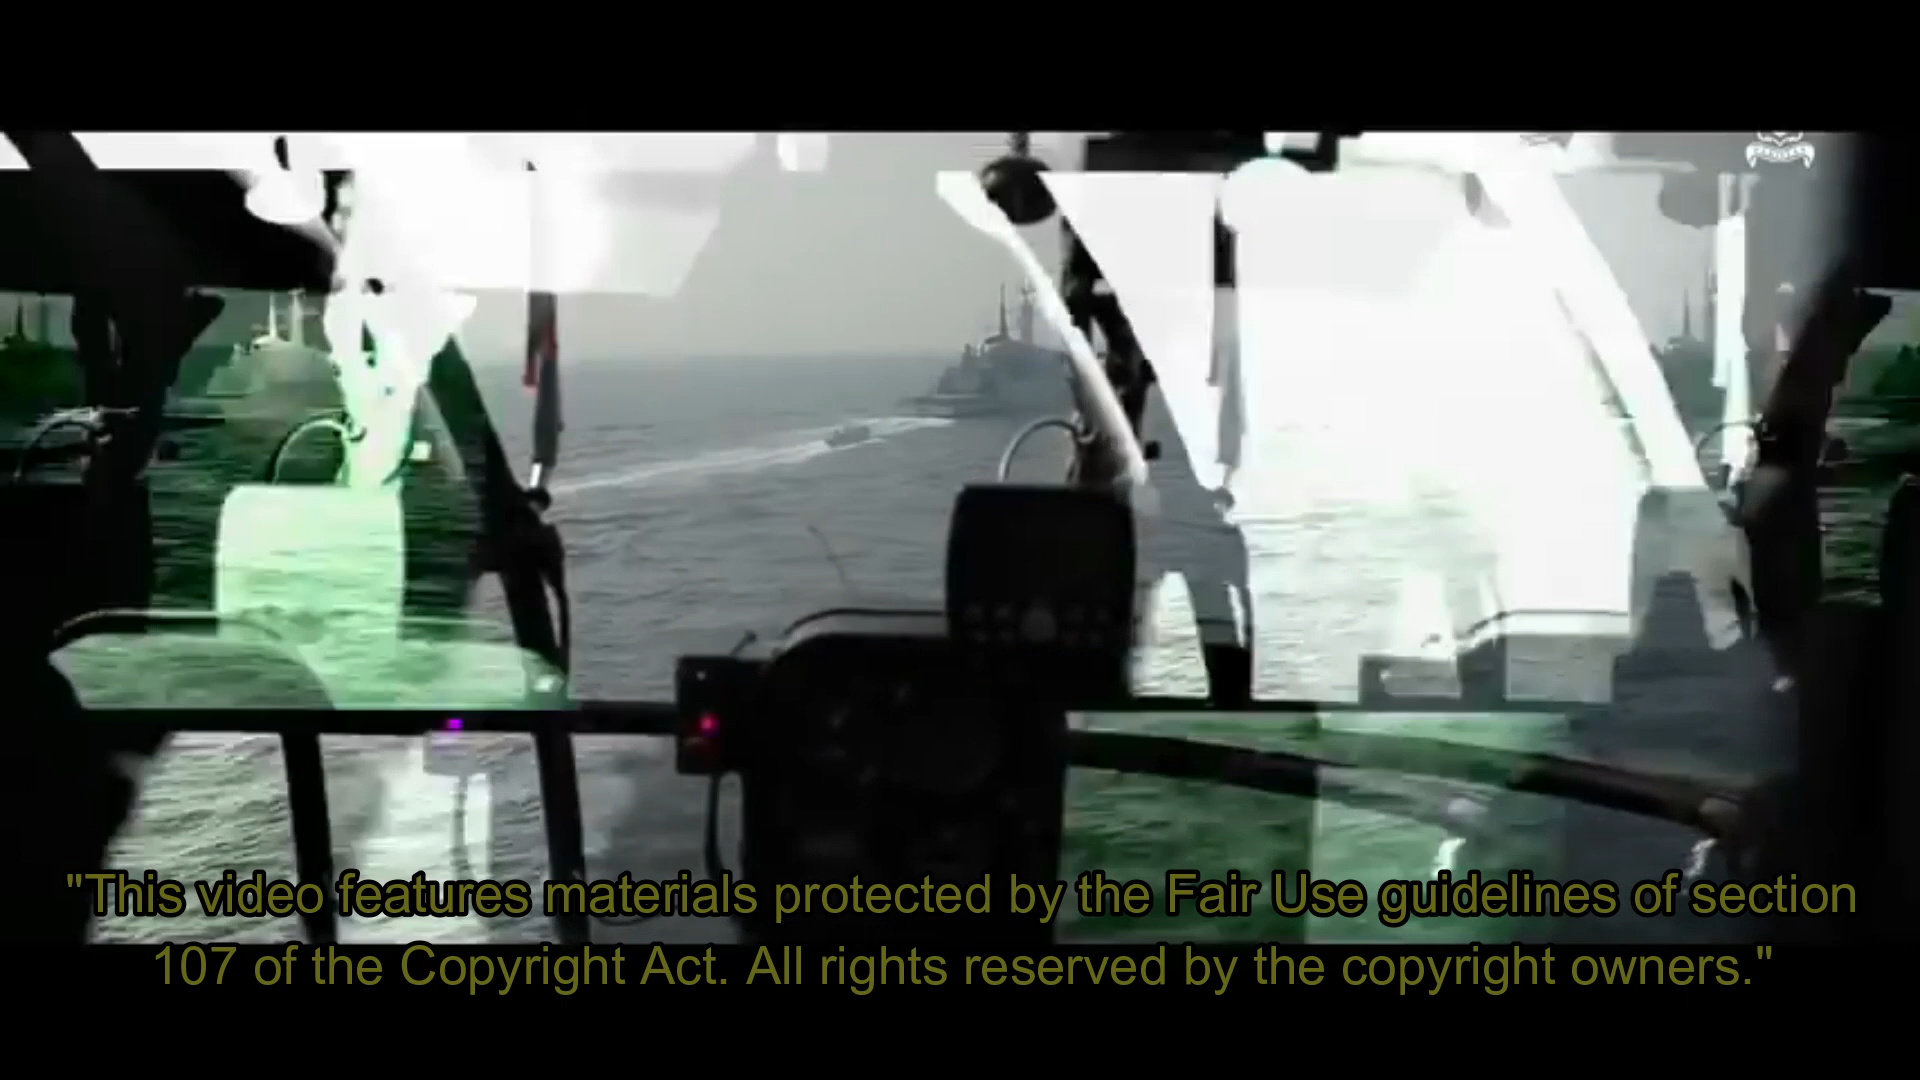 "This video features materials protected by the Fair Use guidelines of section
107 of the Copyright Act. All rights reserved by the copyright owners."